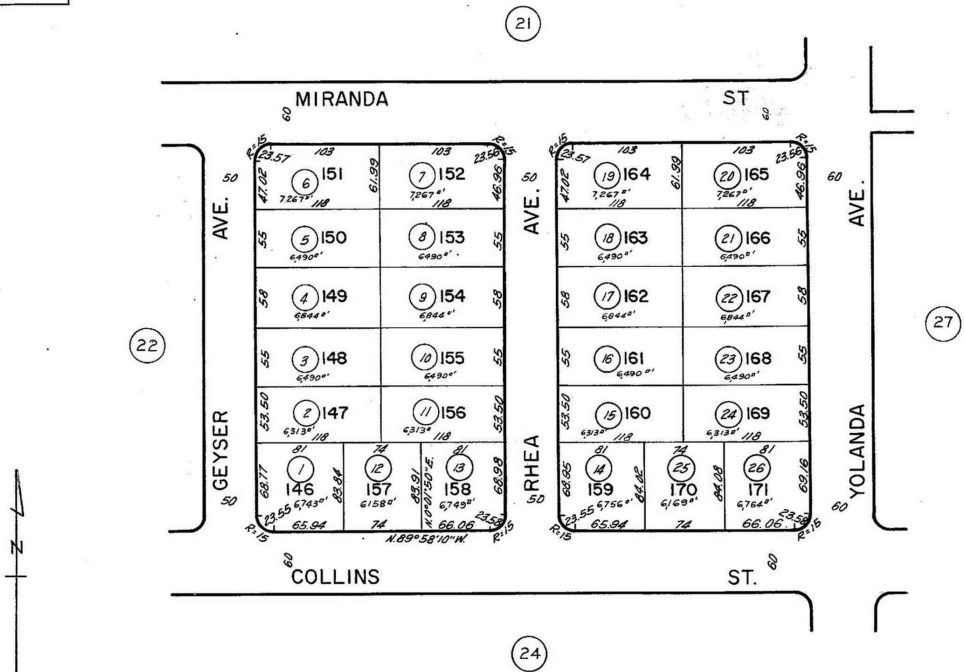 21
MIRANDA ST
60 60
R=15 23.57 103 103 23.56 R=15 R=15 23.57 103 103 23.56 R=15
50 47.02 6 151 61.99 7 152 46.96 50 47.02 19 164 61.99 20 165 46.96 60
7,267□' 118 7,267□' 118 7,267□' 118 7,267□' 118
AVE. AVE. AVE.
55 5 150 8 153 55 55 18 163 21 166 55
6,490□' 6,490□' 6,490□' 6,490□'
58 4 149 9 154 58 58 17 162 22 167 58
6,844□' 6,844□' 6,844□' 6,844□'
22 27
55 3 148 10 155 55 55 16 161 23 168 55
6,490□' 6,490□' 6,490□' 6,490□'
53.50 2 147 11 156 53.50 53.50 15 160 24 169 53.50
6,313□' 118 6,313□' 118 6,313□' 118 6,313□' 118
GEYSER RHEA YOLANDA
81 74 81 81 74 81
68.77 1 83.84 12 83.91 N.0°01'50"E. 13 68.98 68.95 14 84.02 25 84.08 26 69.16
146 157 158 159 170 171
50 6,743□' 6158□' 6,749□' 50 6,756□' 6,169□' 6,764□' 60
R=15 23.55 65.94 74 66.06 23.58 R=15 R=15 23.55 65.94 74 66.06 23.58 R=15
N.89°58'10"W.
60 60
COLLINS ST.
N
24